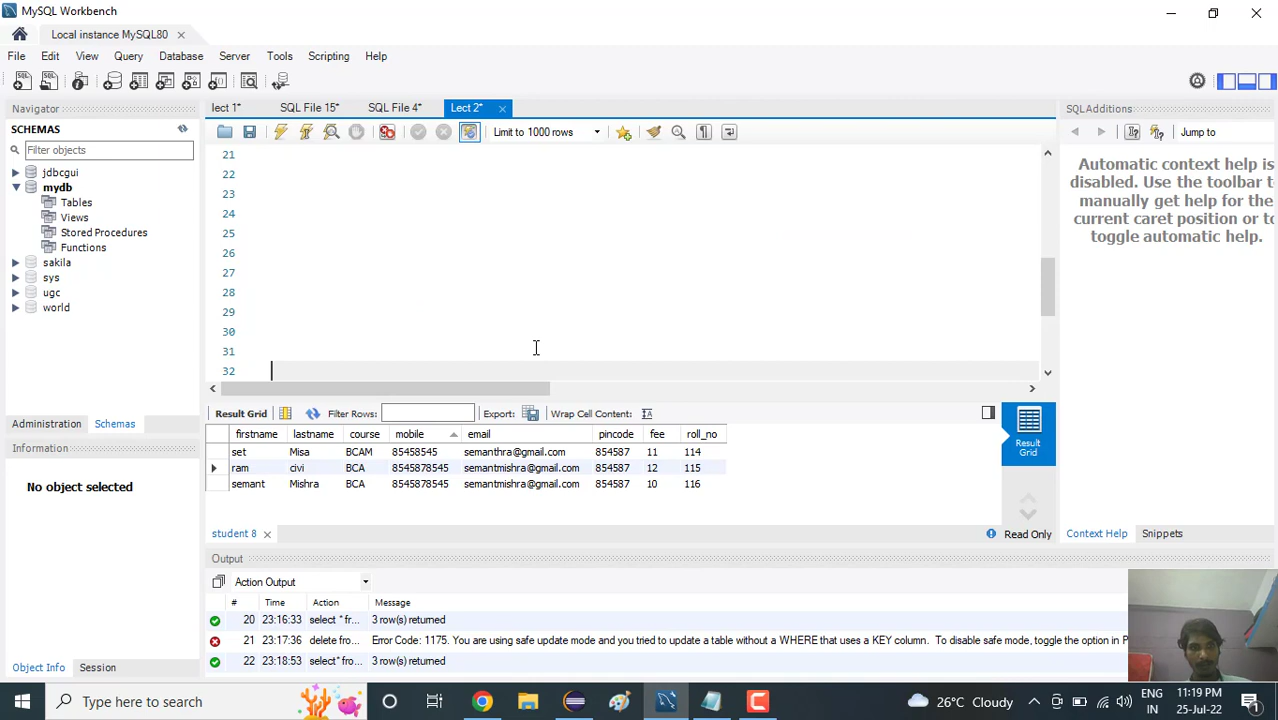 MySQL Workbench
Local instance MySQL80
File Edit View Query Database Server Tools Scripting Help
Navigator
SCHEMAS
Filter objects
jdbcgui
mydb
Tables
Views
Stored Procedures
Functions
sakila
sys
ugc
world
Administration Schemas
Information
No object selected
Object Info Session
lect 1* SQL File 15* SQL File 4* Lect 2*
Limit to 1000 rows
21
22
23
24
25
26
27
28
29
30
31
32
Result Grid Filter Rows: Export: Wrap Cell Content:
firstname lastname course mobile email pincode fee roll_no
set Misa BCAM 85458545 semanthra@gmail.com 854587 11 114
ram civi BCA 8545878545 semantmishra@gmail.com 854587 12 115
semant Mishra BCA 8545878545 semantmishra@gmail.com 854587 10 116
Result Grid
student 8 Read Only
Output
Action Output
# Time Action Message
20 23:16:33 select * fr... 3 row(s) returned
21 23:17:36 delete fro... Error Code: 1175. You are using safe update mode and you tried to update a table without a WHERE that uses a KEY column. To disable safe mode, toggle the option in P
22 23:18:53 select*fro... 3 row(s) returned
SQLAdditions
Jump to
Automatic context help is
disabled. Use the toolbar t
manually get help for the
current caret position or to
toggle automatic help.
Context Help Snippets
Type here to search
26°C Cloudy
ENG
IN
11:19 PM
25-Jul-22
1